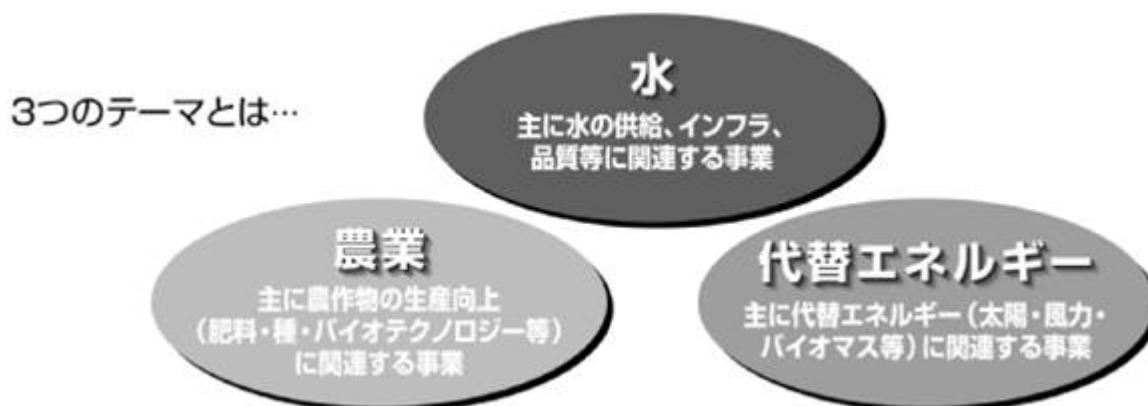 3つのテーマとは…
水
主に水の供給、インフラ、
品質等に関連する事業
農業
主に農作物の生産向上
(肥料・種・バイオテクノロジー等)
に関連する事業
代替エネルギー
主に代替エネルギー(太陽・風力・
バイオマス等)に関連する事業